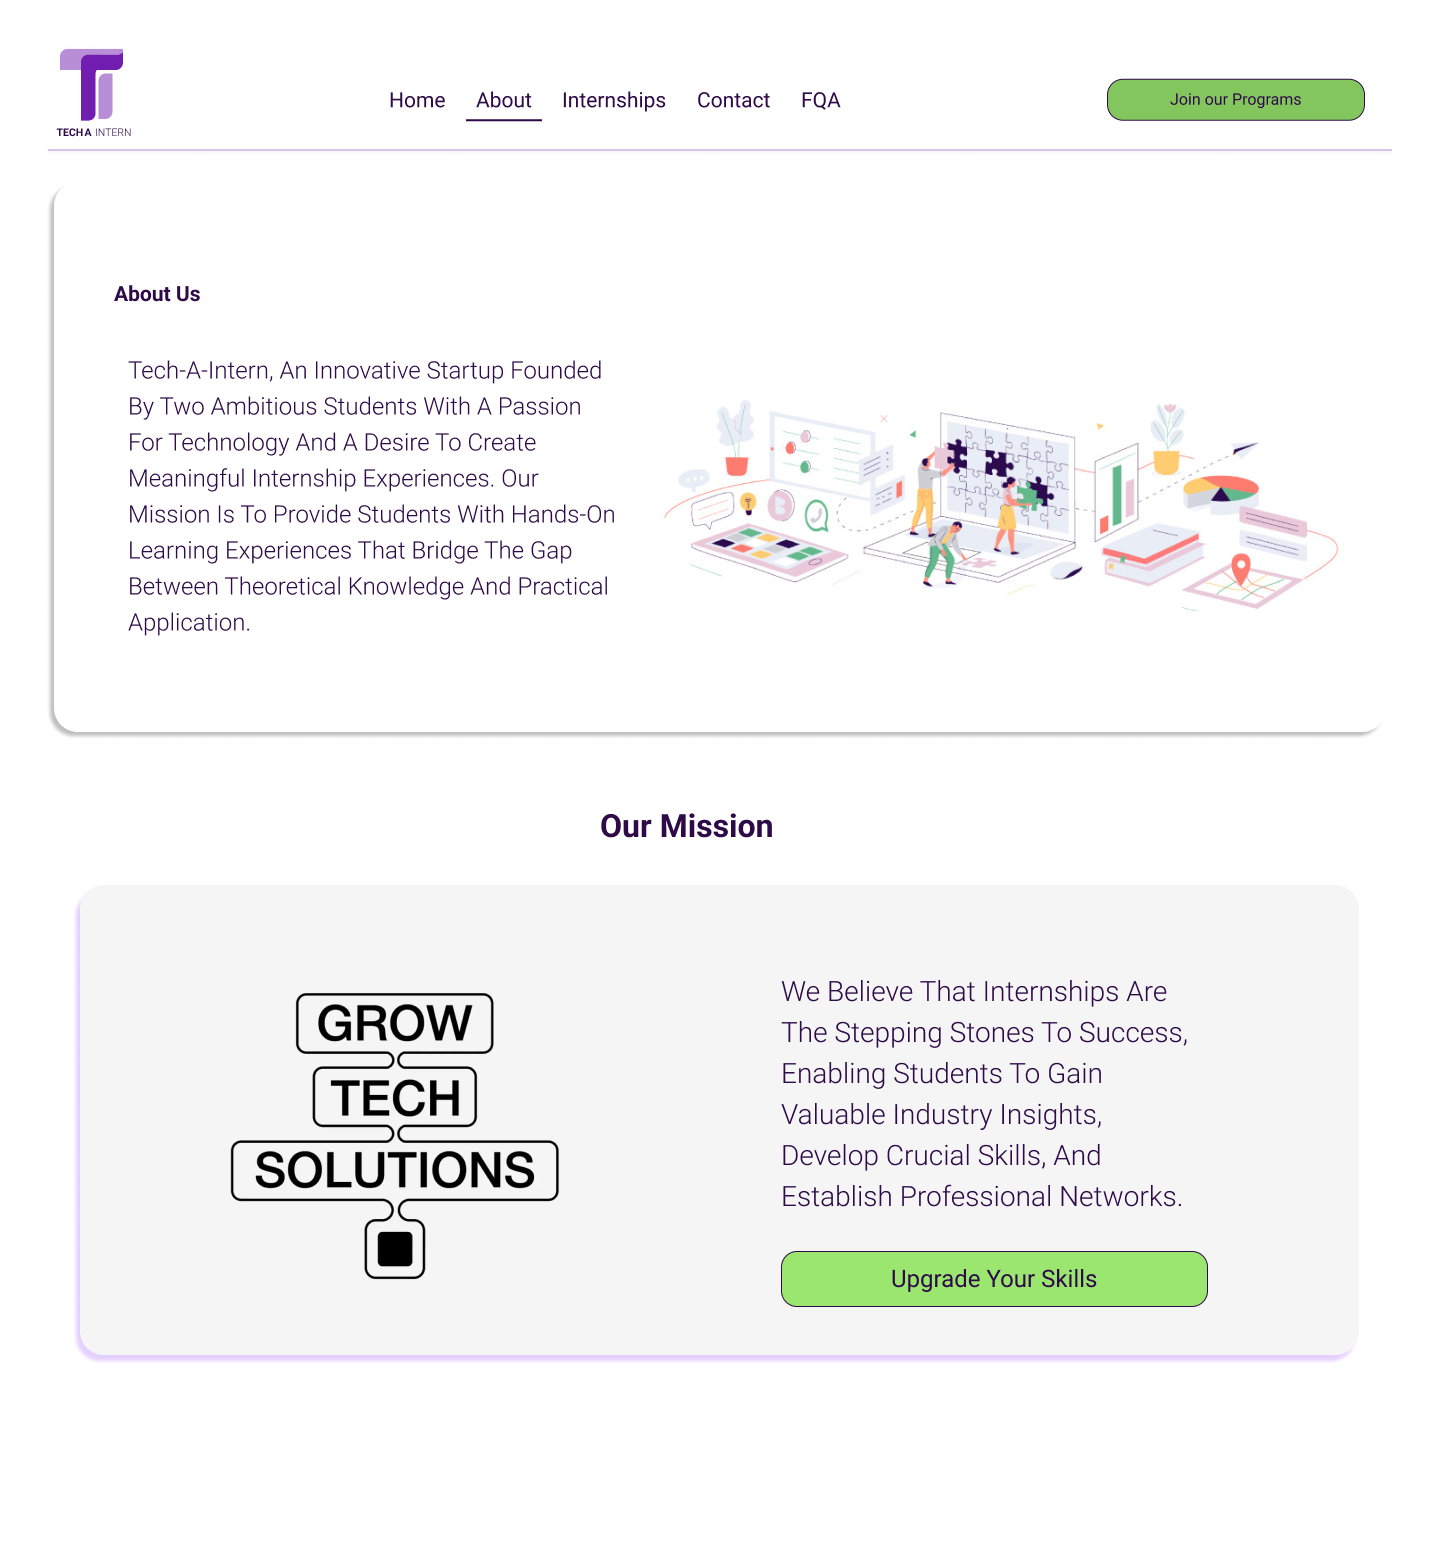 TECH A INTERN
Home
About
Internships
Contact
FQA
Join our Programs
About Us
Tech-A-Intern, An Innovative Startup Founded
By Two Ambitious Students With A Passion
For Technology And A Desire To Create
Meaningful Internship Experiences. Our
Mission Is To Provide Students With Hands-On
Learning Experiences That Bridge The Gap
Between Theoretical Knowledge And Practical
Application.
Our Mission
GROW
TECH
SOLUTIONS
We Believe That Internships Are
The Stepping Stones To Success,
Enabling Students To Gain
Valuable Industry Insights,
Develop Crucial Skills, And
Establish Professional Networks.
Upgrade Your Skills